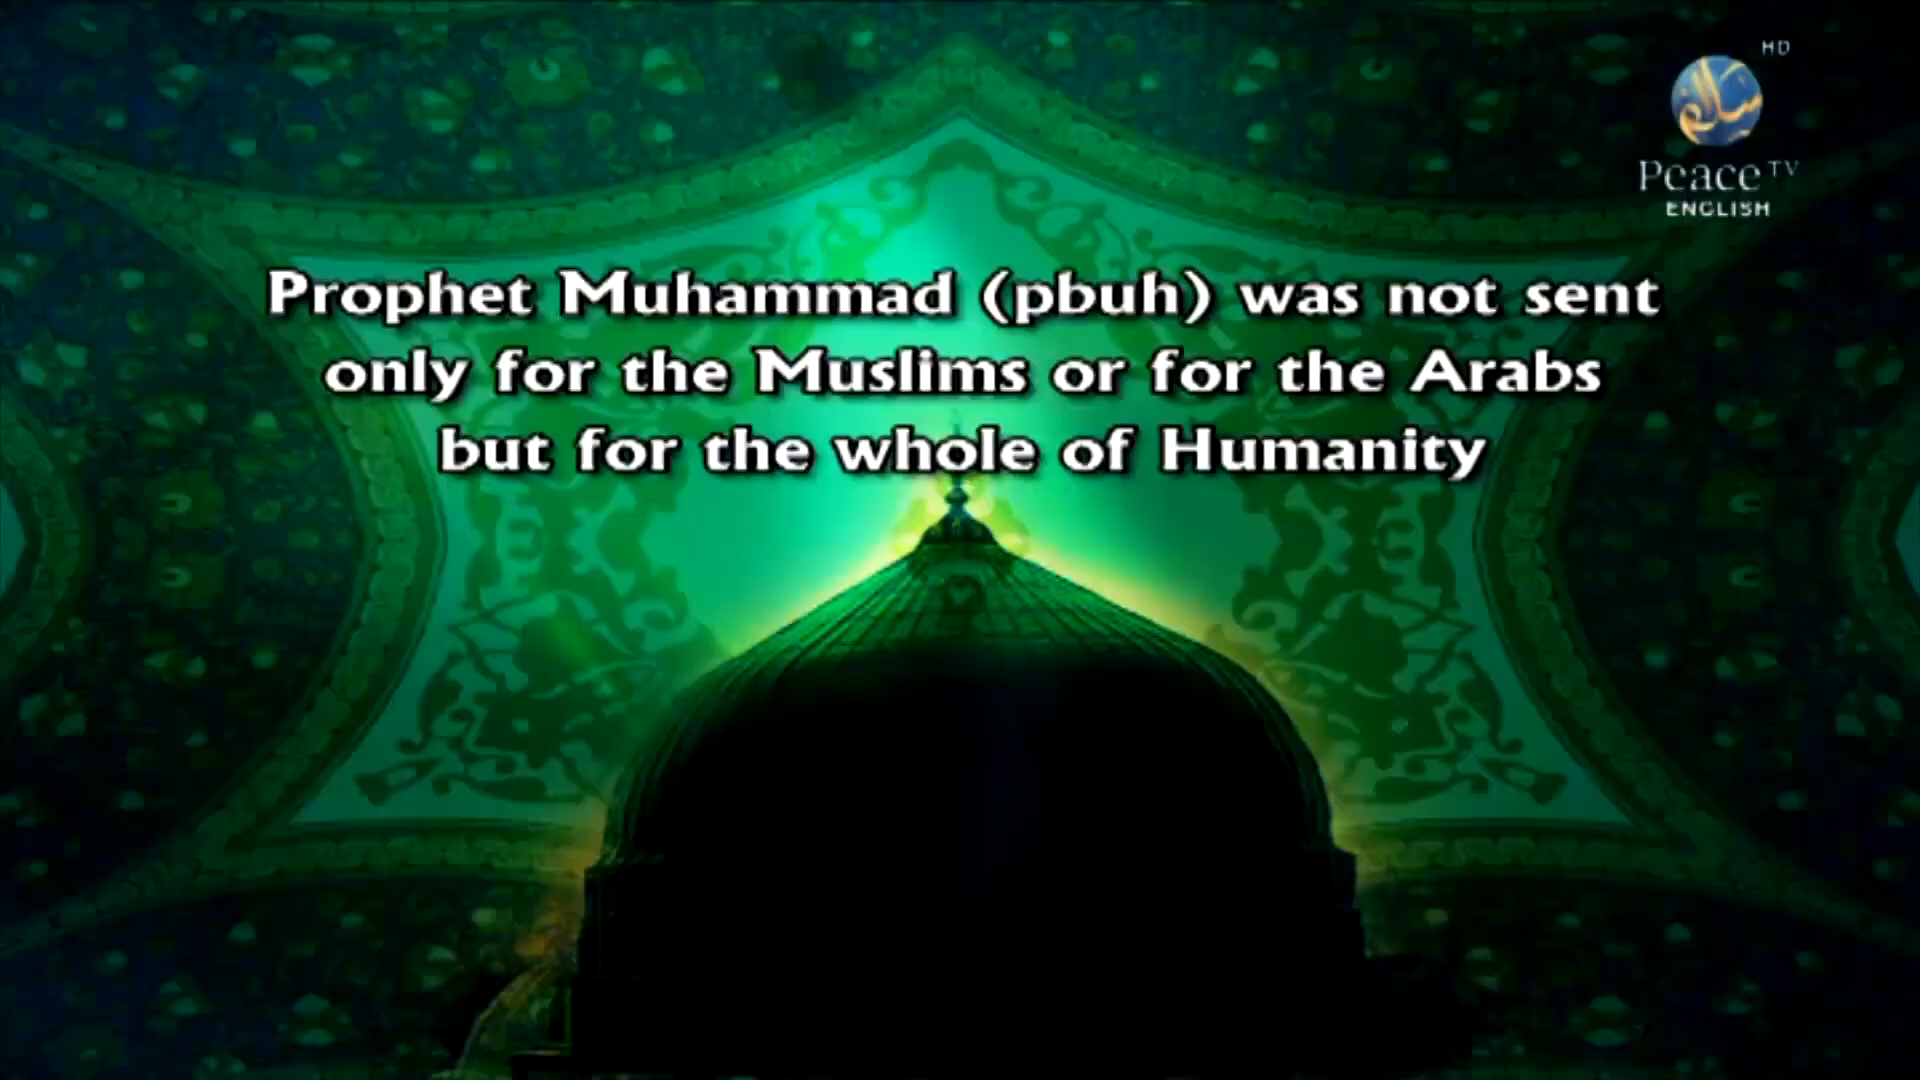 HD
سلام
Peace TV
ENGLISH
Prophet Muhammad (pbuh) was not sent
only for the Muslims or for the Arabs
but for the whole of Humanity